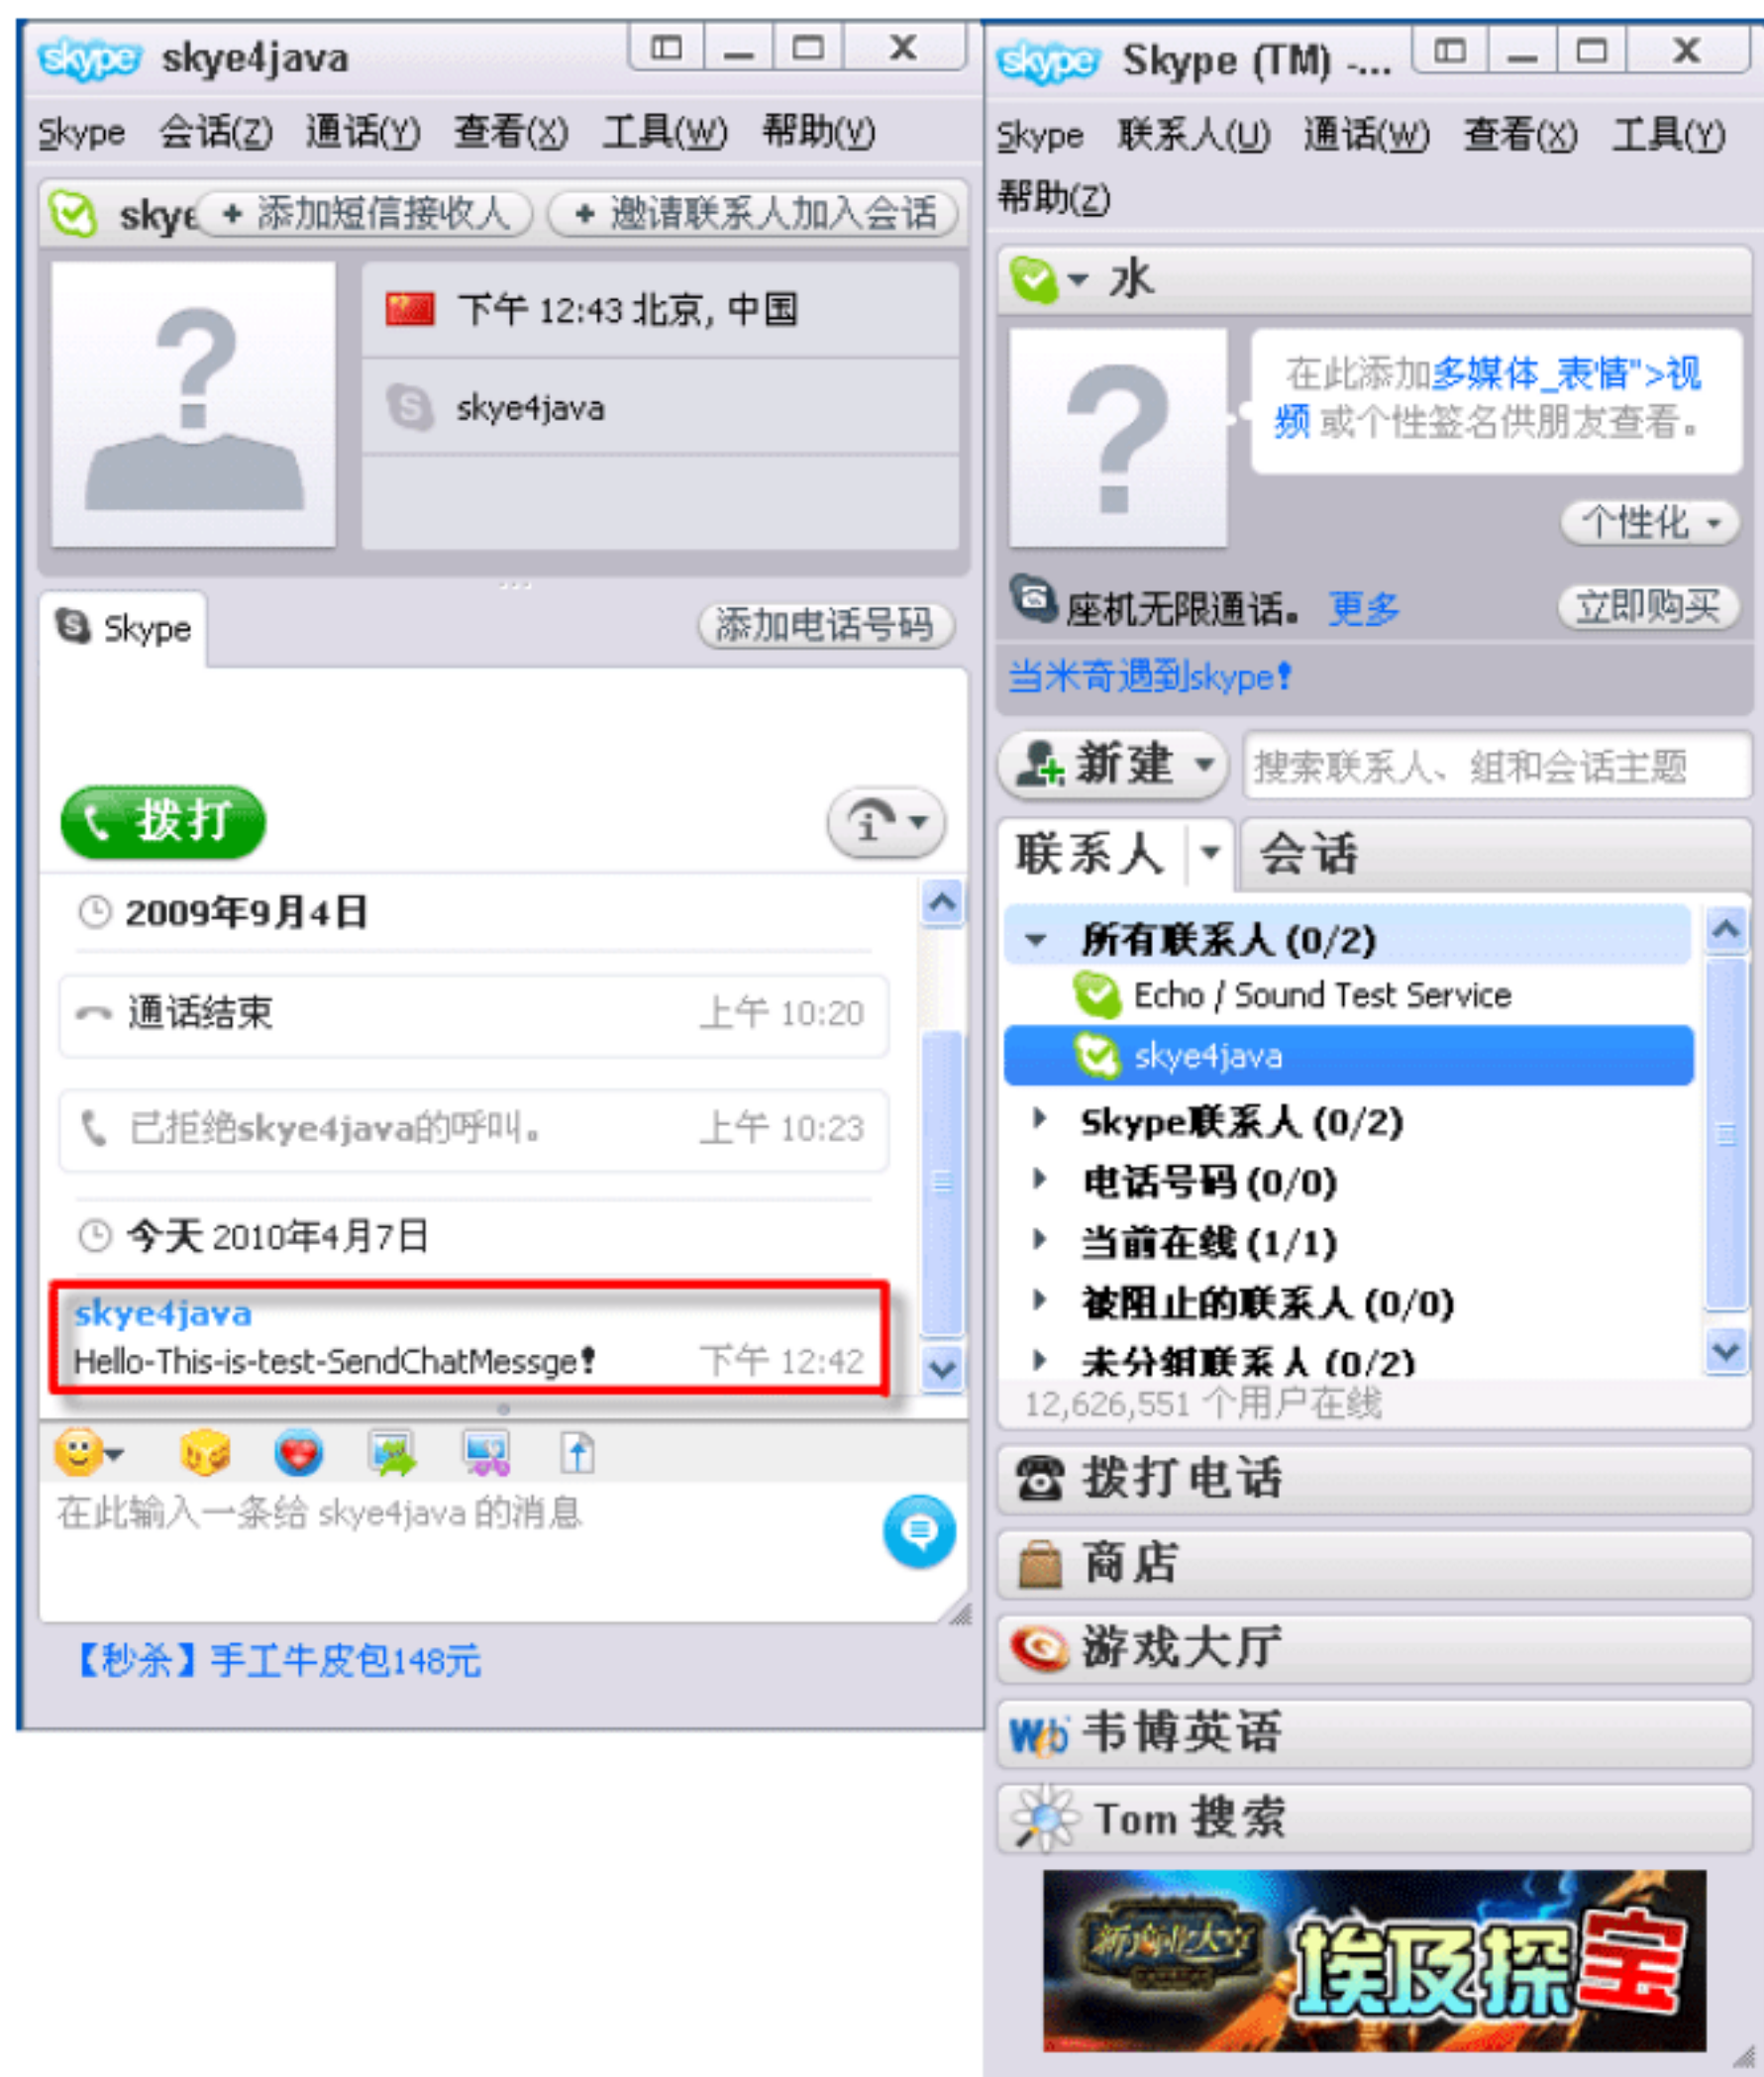 skype skye4java
Skype 会话(Z) 通话(Y) 查看(X) 工具(W) 帮助(V)
skye + 添加短信接收人 + 邀请联系人加入会话
下午 12:43 北京, 中国
skye4java
Skype 添加电话号码
拨打
2009年9月4日
通话结束 上午 10:20
已拒绝skye4java的呼叫。 上午 10:23
今天 2010年4月7日
skye4java
Hello-This-is-test-SendChatMessge! 下午 12:42
在此输入一条给 skye4java 的消息
【秒杀】手工牛皮包148元
skype Skype (TM) -...
Skype 联系人(U) 通话(W) 查看(X) 工具(Y)
帮助(Z)
水
在此添加多媒体_表情">视
频 或个性签名供朋友查看。
个性化
座机无限通话。 更多 立即购买
当米奇遇到skype!
新建 搜索联系人、组和会话主题
联系人 会话
所有联系人 (0/2)
Echo / Sound Test Service
skye4java
Skype联系人 (0/2)
电话号码 (0/0)
当前在线 (1/1)
被阻止的联系人 (0/0)
未分组联系人 (0/2)
12,626,551 个用户在线
拨打电话
商店
游戏大厅
Web 韦博英语
Tom 搜索
埃及探宝